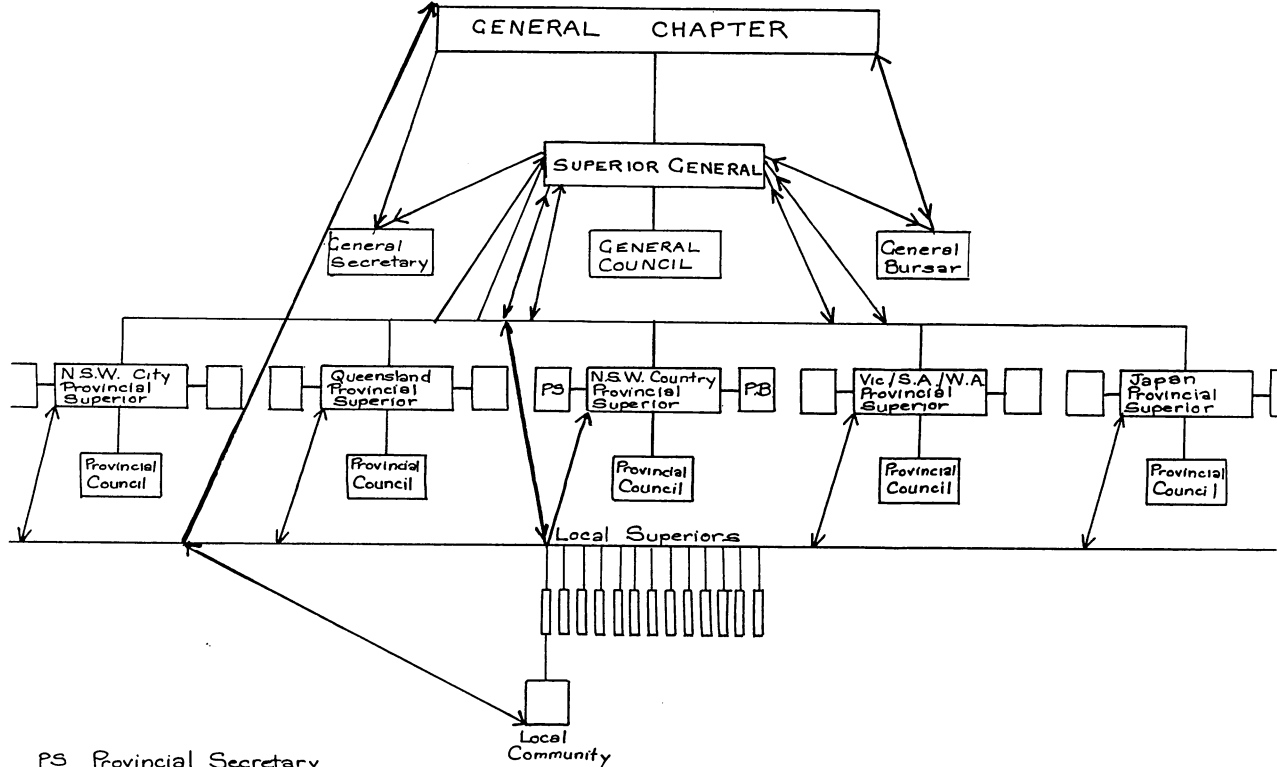 GENERAL CHAPTER
SUPERIOR GENERAL
General
Secretary
GENERAL
COUNCIL
General
Bursar
N.S.W. City
Provincial
Superior
Queensland
Provincial
Superior
PS
N.S.W. Country
Provincial
Superior
P.B
Vic/S.A./W.A
Provincial
Superior
Japan
Provincial
Superior
Provincial
Council
Provincial
Council
Provincial
Council
Provincial
Council
Provincial
Council
Local Superiors
Local
Community
PS Provincial Secretary